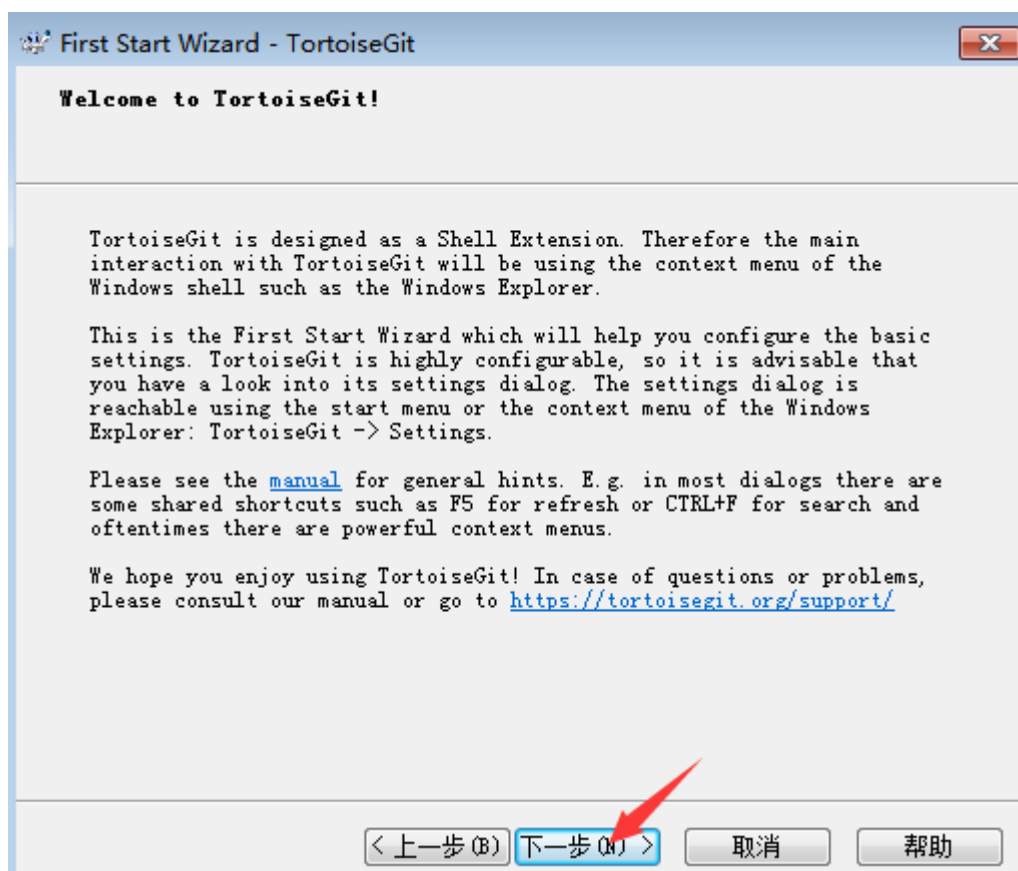 First Start Wizard - TortoiseGit
Welcome to TortoiseGit!
TortoiseGit is designed as a Shell Extension. Therefore the main
interaction with TortoiseGit will be using the context menu of the
Windows shell such as the Windows Explorer.
This is the First Start Wizard which will help you configure the basic
settings. TortoiseGit is highly configurable, so it is advisable that
you have a look into its settings dialog. The settings dialog is
reachable using the start menu or the context menu of the Windows
Explorer: TortoiseGit -> Settings.
Please see the manual for general hints. E.g. in most dialogs there are
some shared shortcuts such as F5 for refresh or CTRL+F for search and
oftentimes there are powerful context menus.
We hope you enjoy using TortoiseGit! In case of questions or problems,
please consult our manual or go to https://tortoisegit.org/support/
< 上一步(B) 下一步(N) > 取消 帮助